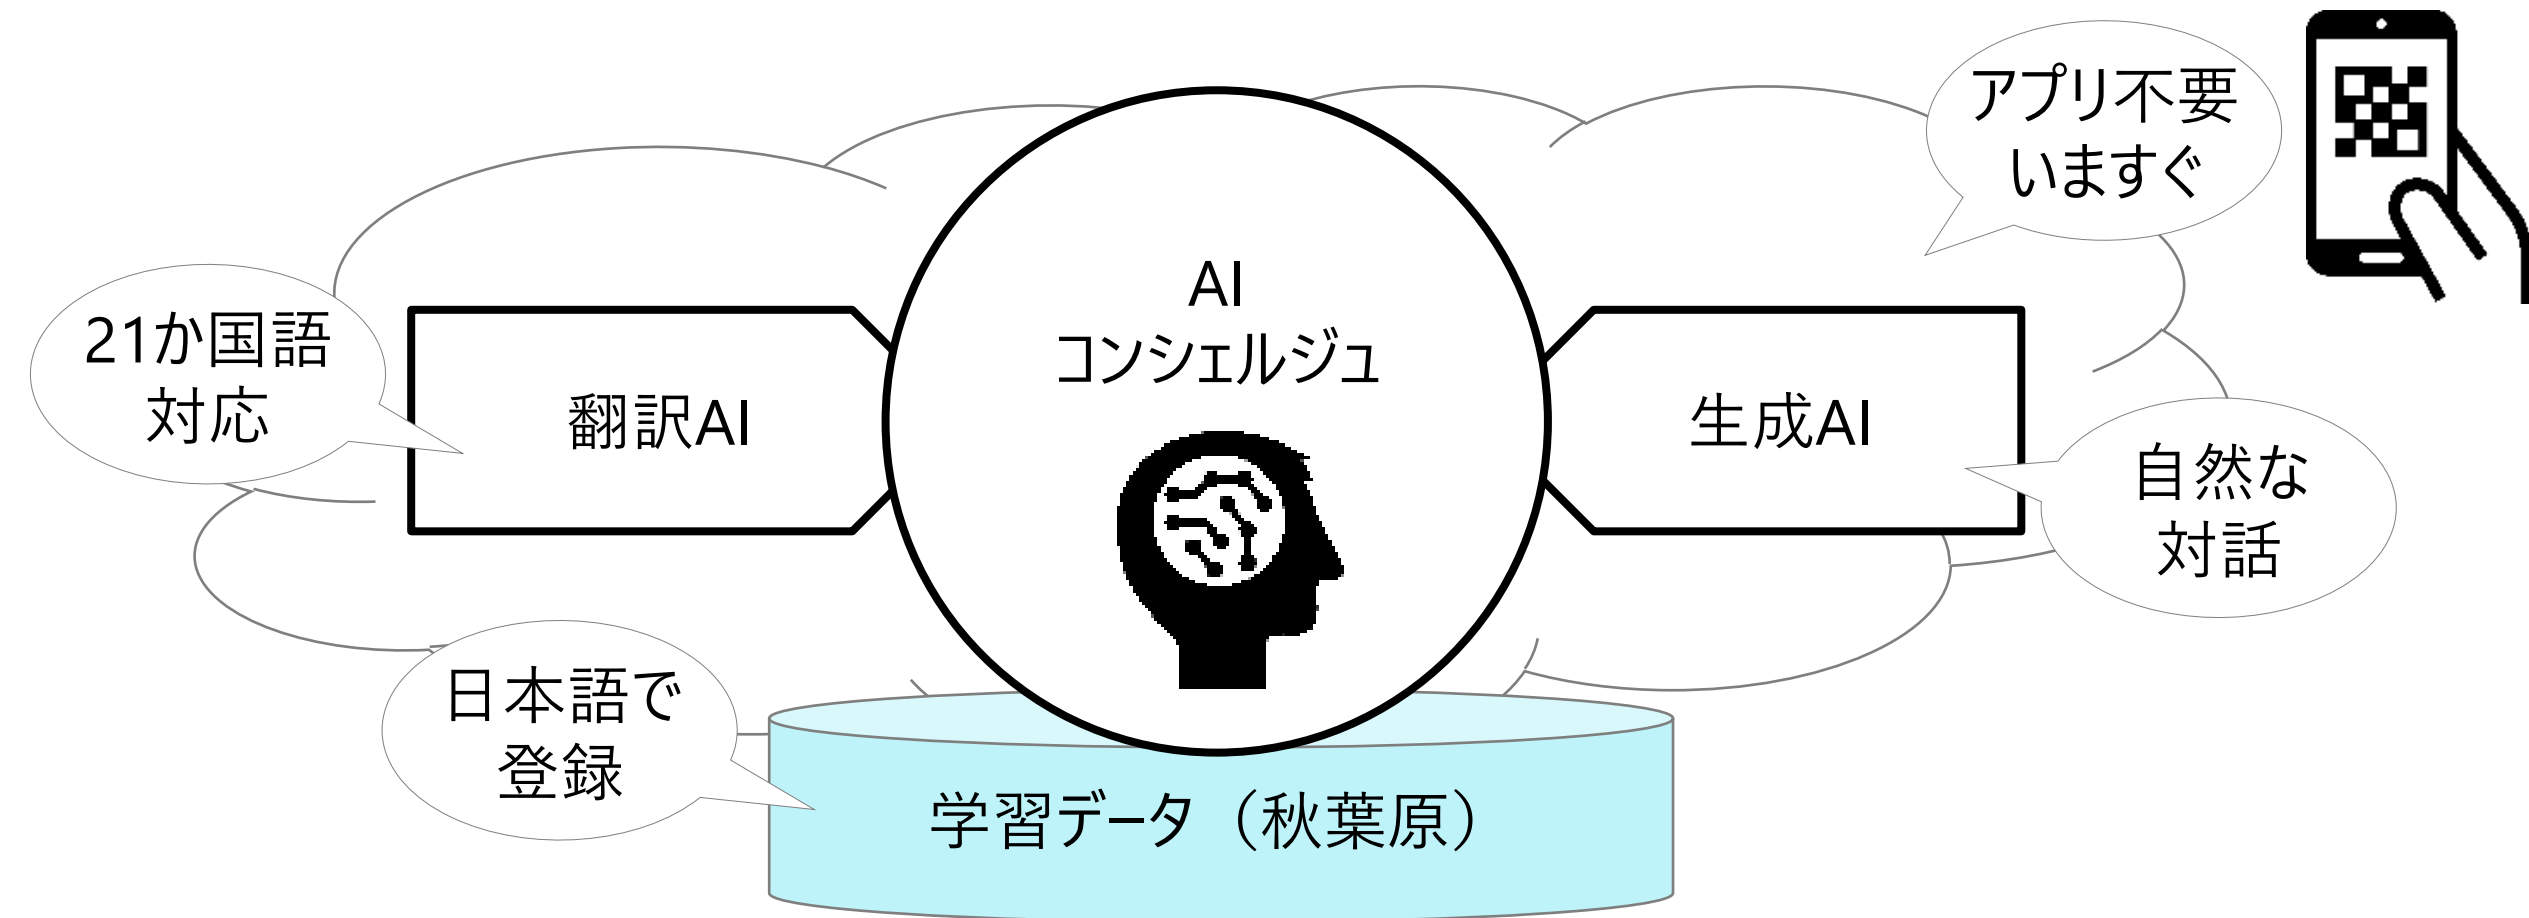 アプリ不要
いますぐ
AI
コンシェルジュ
21か国語
対応
翻訳AI
生成AI
自然な
対話
日本語で
登録
学習データ（秋葉原）